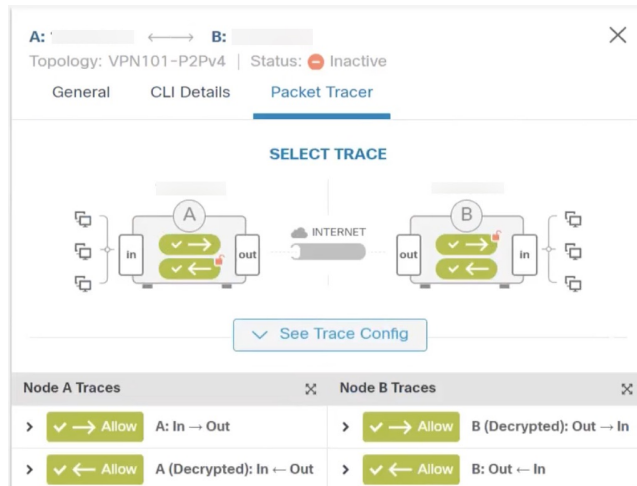 A: B:
Topology: VPN101-P2Pv4 | Status: Inactive
General CLI Details Packet Tracer
SELECT TRACE
A B
INTERNET
in out out in
See Trace Config
Node A Traces Node B Traces
Allow A: In → Out Allow B (Decrypted): Out → In
Allow A (Decrypted): In ← Out Allow B: Out ← In